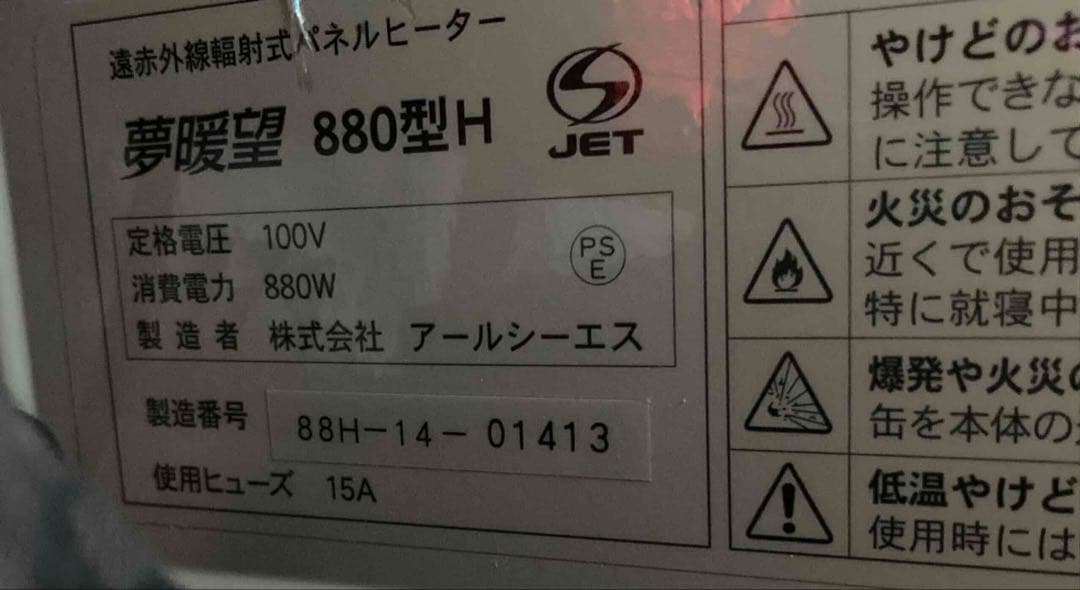 遠赤外線輻射式パネルヒーター
夢暖望 880型H
JET
定格電圧 100V
消費電力 880W
製造者 株式会社 アールシーエス
PS
E
製造番号 88H-14-01413
使用ヒューズ 15A
やけどのお
操作できな
に注意して
火災のおそ
近くで使用
特に就寝中
爆発や火災の
缶を本体の
低温やけど
使用時には